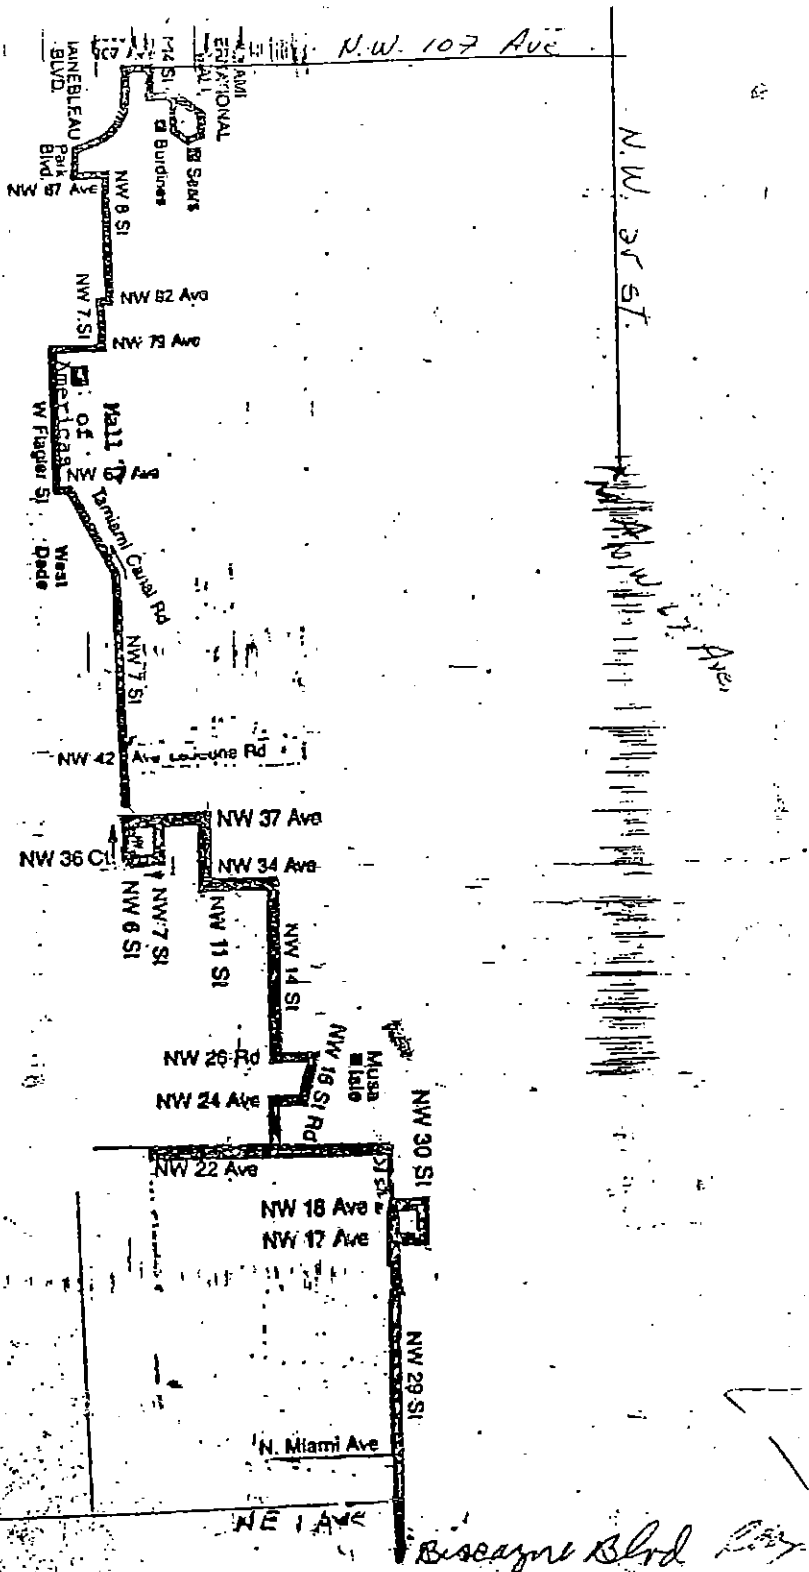 N.W. 107 Ave
BLVD.
Park
Blvd.
NW 87 Ave
NW 8 St
Burdines
Sears
NW 82 Ave
NW 7 St
NW 79 Ave
Mall
of
Americas
W Flagler St
NW 67 Ave
West
Dade
Tamiami Canal Rd
NW 7 St
NW 42 Ave
Rd
NW 37 Ave
NW 36 Ct
NW 34 Ave
NW 6 St
NW 7 St
NW 11 St
NW 14 St
NW 26 Rd
Musa
Isle
NW 16 St Rd
NW 24 Ave
NW 30 St
NW 22 Ave
NW 18 Ave
NW 17 Ave
NW 29 St
N. Miami Ave
NE 1 AVE
Biscayne Blvd